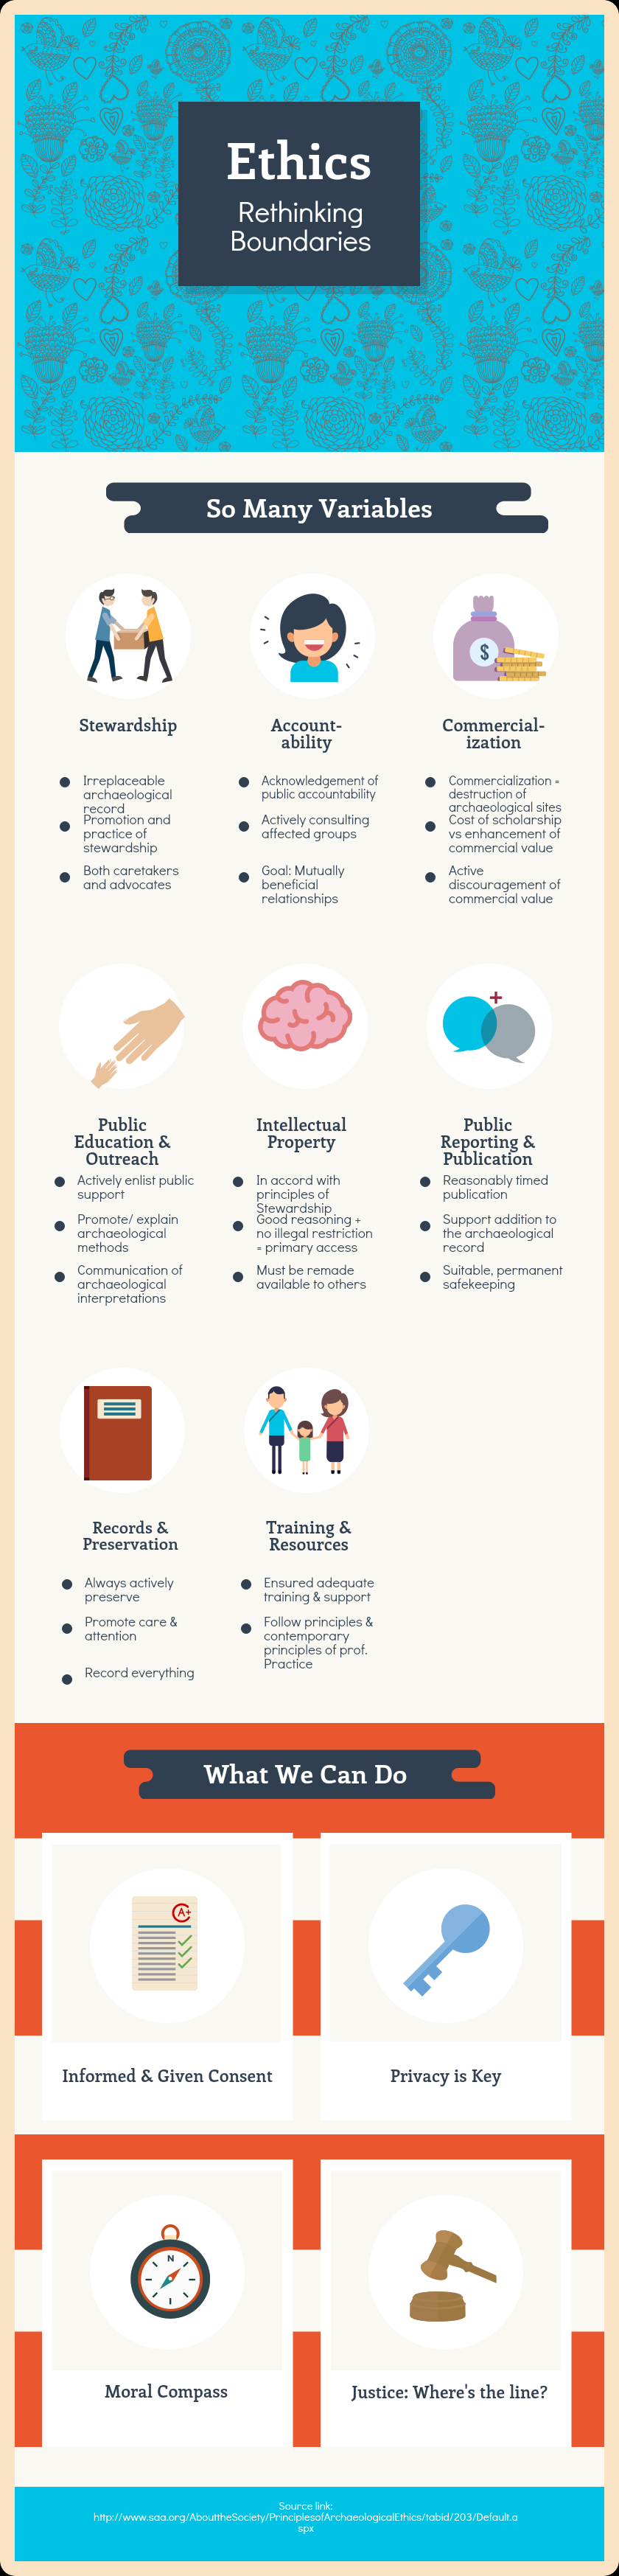 Ethics
Rethinking
Boundaries
So Many Variables
$
Stewardship
Irreplaceable
archaeological
record
Promotion and
practice of
stewardship
Both caretakers
and advocates
Account-
ability
Acknowledgement of
public accountability
Actively consulting
affected groups
Goal: Mutually
beneficial
relationships
Commercial-
ization
Commercialization =
destruction of
archaeological sites
Cost of scholarship
vs enhancement of
commercial value
Active
discouragement of
commercial value
Public
Education &
Outreach
Actively enlist public
support
Promote/ explain
archaeological
methods
Communication of
archaeological
interpretations
Intellectual
Property
In accord with
principles of
Stewardship
Good reasoning +
no illegal restriction
= primary access
Must be remade
available to others
+
Public
Reporting &
Publication
Reasonably timed
publication
Support addition to
the archaeological
record
Suitable, permanent
safekeeping
Records &
Preservation
Always actively
preserve
Promote care &
attention
Record everything
Training &
Resources
Ensured adequate
training & support
Follow principles &
contemporary
principles of prof.
Practice
What We Can Do
A+
Informed & Given Consent
Privacy is Key
N
Moral Compass
Justice: Where's the line?
Source link:
http://www.saa.org/AbouttheSociety/PrinciplesofArchaeologicalEthics/tabid/203/Default.a
spx